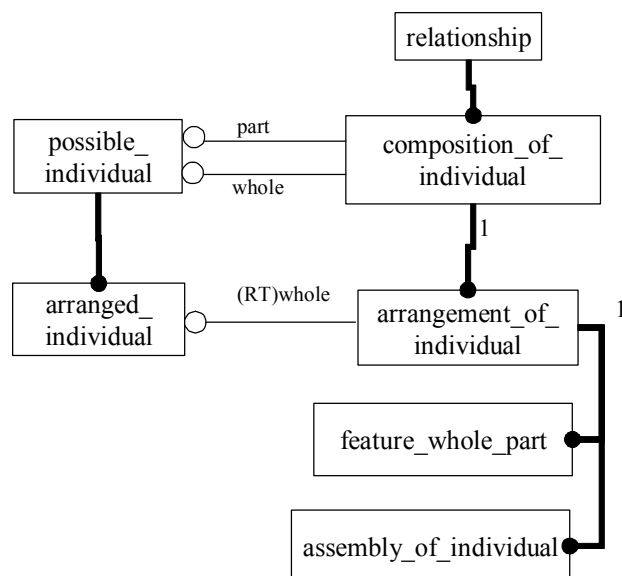 relationship
part
possible_
individual
composition_of_
individual
whole
1
(RT)whole
arranged_
individual
arrangement_of_
individual
1
feature_whole_part
assembly_of_individual